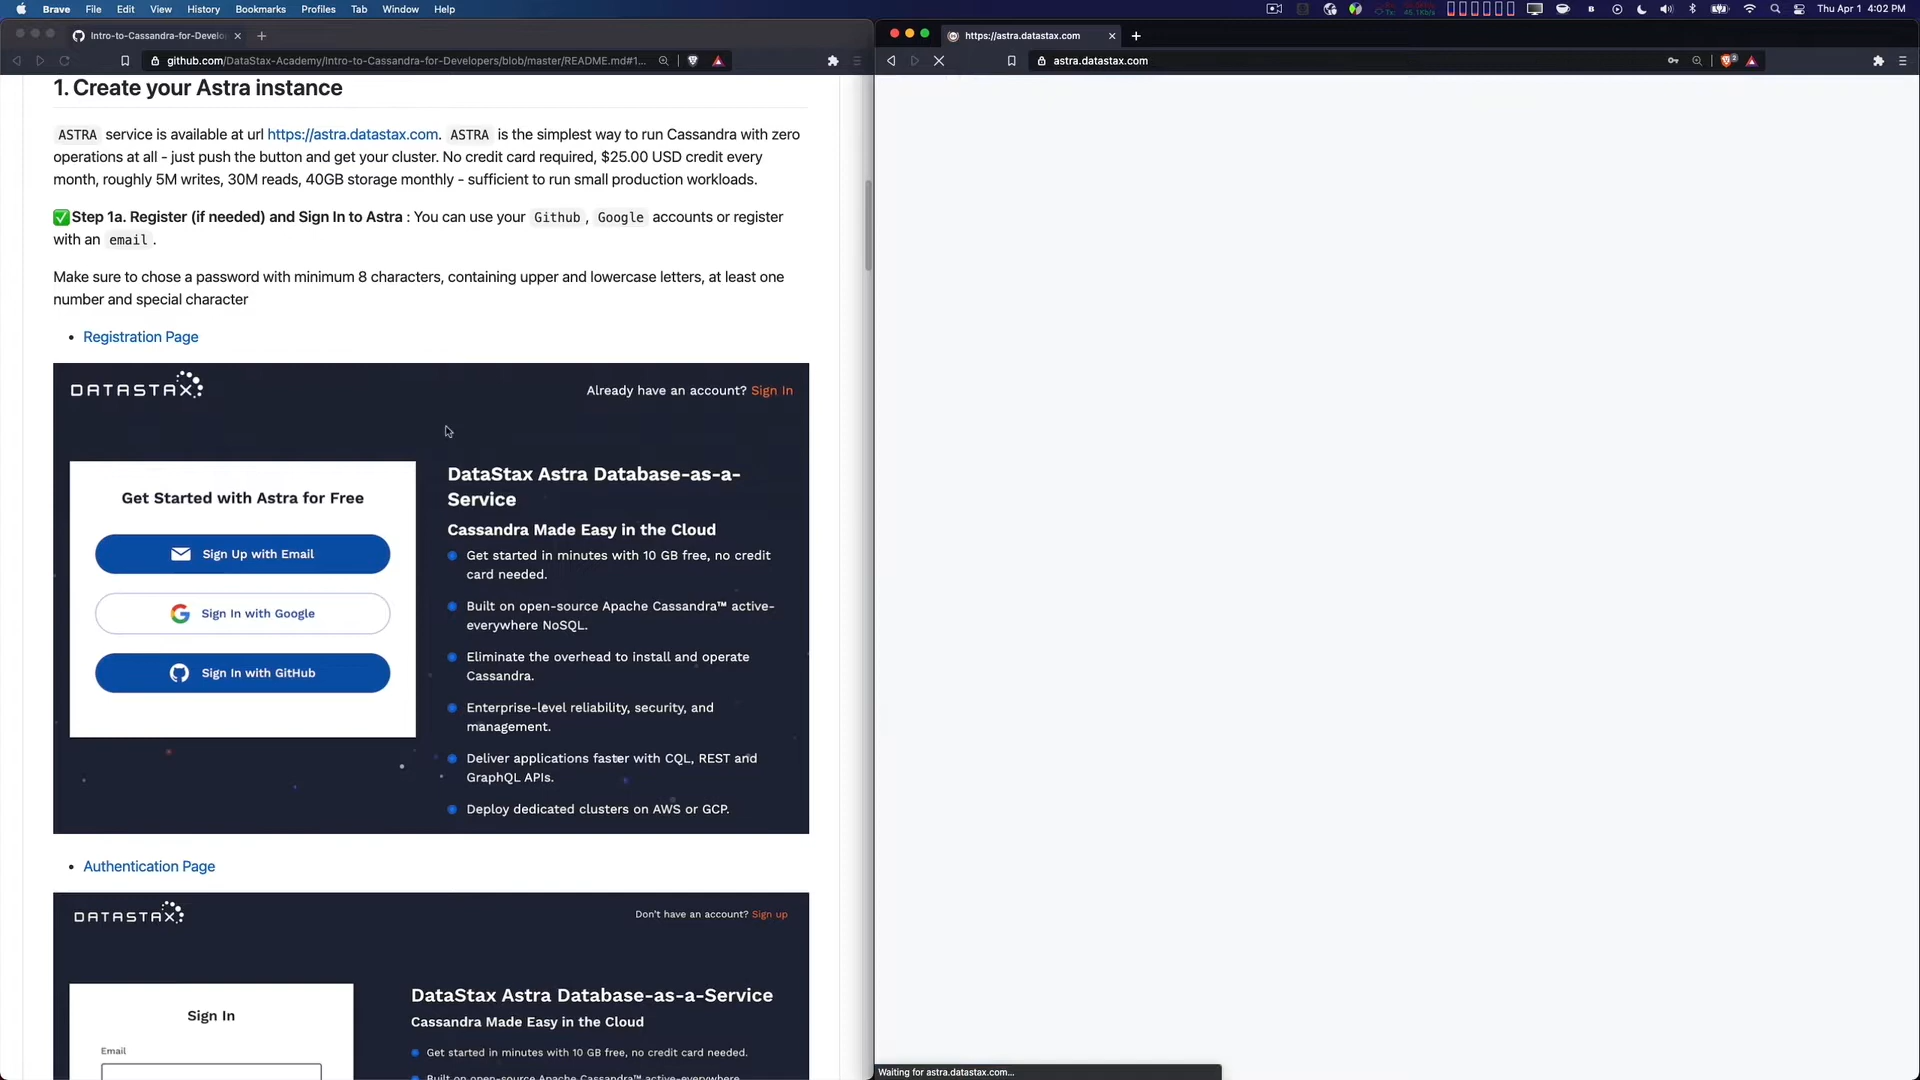 Brave File Edit View History Bookmarks Profiles Tab Window Help
Thu Apr 1 4:02 PM
Intro-to-Cassandra-for-Develo
github.com/DataStax-Academy/Intro-to-Cassandra-for-Developers/blob/master/README.md#1...
1. Create your Astra instance
ASTRA service is available at url https://astra.datastax.com. ASTRA is the simplest way to run Cassandra with zero
operations at all - just push the button and get your cluster. No credit card required, $25.00 USD credit every
month, roughly 5M writes, 30M reads, 40GB storage monthly - sufficient to run small production workloads.
Step 1a. Register (if needed) and Sign In to Astra : You can use your Github, Google accounts or register
with an email.
Make sure to chose a password with minimum 8 characters, containing upper and lowercase letters, at least one
number and special character
• Registration Page
DATASTAX
Already have an account? Sign In
Get Started with Astra for Free
Sign Up with Email
Sign In with Google
Sign In with GitHub
DataStax Astra Database-as-a-
Service
Cassandra Made Easy in the Cloud
Get started in minutes with 10 GB free, no credit
card needed.
Built on open-source Apache Cassandra™ active-
everywhere NoSQL.
Eliminate the overhead to install and operate
Cassandra.
Enterprise-level reliability, security, and
management.
Deliver applications faster with CQL, REST and
GraphQL APIs.
Deploy dedicated clusters on AWS or GCP.
• Authentication Page
DATASTAX
Don't have an account? Sign up
Sign In
Email
DataStax Astra Database-as-a-Service
Cassandra Made Easy in the Cloud
Get started in minutes with 10 GB free, no credit card needed.
Built on open-source Apache Cassandra™ active-everywhere
https://astra.datastax.com
astra.datastax.com
Waiting for astra.datastax.com...